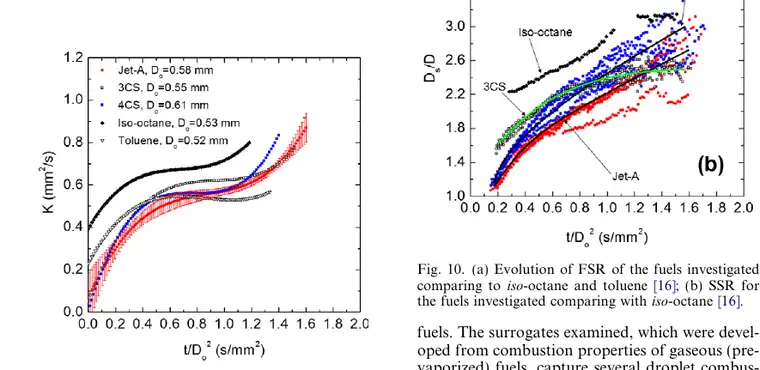 1.2
1.0
0.8
0.6
0.4
0.2
0.0
K (mm²/s)
Jet-A, Do=0.58 mm
3CS, Do=0.55 mm
4CS, Do=0.61 mm
Iso-octane, Do=0.53 mm
Toluene, Do=0.52 mm
0.0 0.2 0.4 0.6 0.8 1.0 1.2 1.4 1.6 1.8 2.0
t/Do² (s/mm²)
3.0
2.6
2.2
1.8
1.4
1.0
Ds/D
Iso-octane
3CS
Jet-A
(b)
0.0 0.2 0.4 0.6 0.8 1.0 1.2 1.4 1.6 1.8 2.0
t/Do² (s/mm²)
Fig. 10. (a) Evolution of FSR of the fuels investigated
comparing to iso-octane and toluene [16]; (b) SSR for
the fuels investigated comparing with iso-octane [16].
fuels. The surrogates examined, which were devel-
oped from combustion properties of gaseous (pre-
vaporized) fuels, capture several droplet combus-